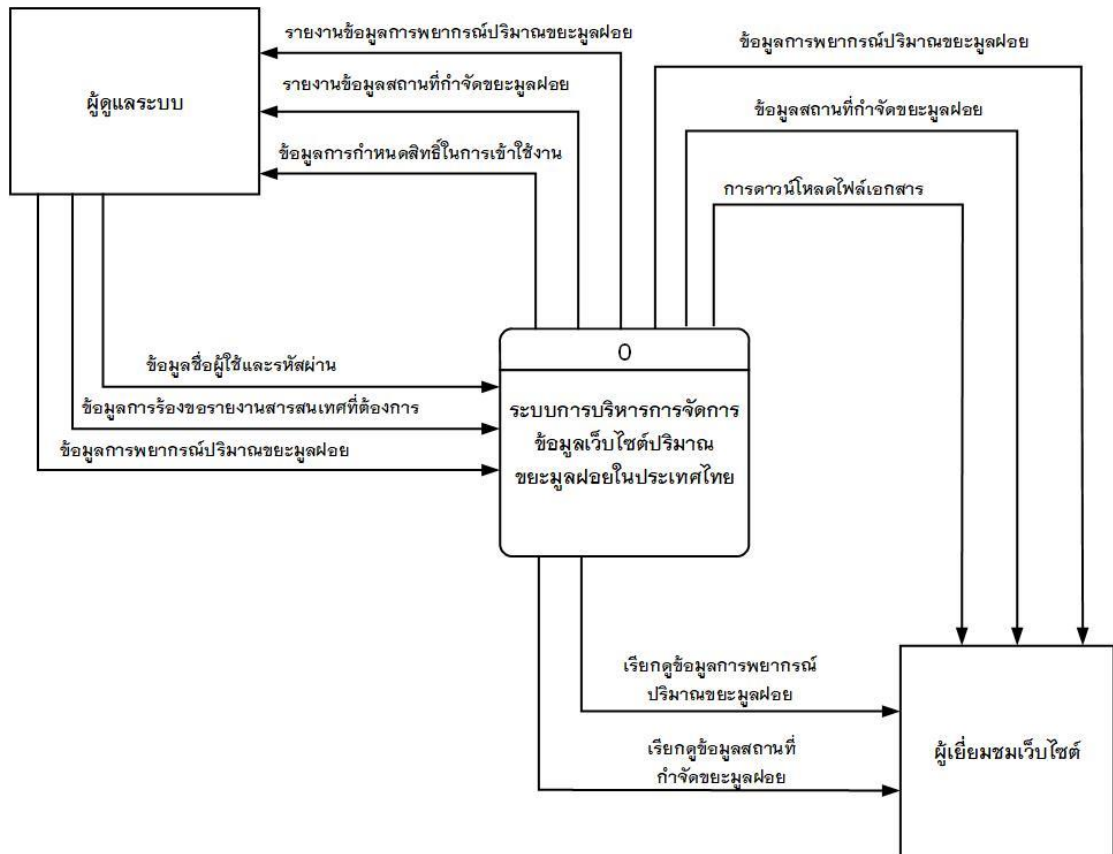 รายงานข้อมูลการพยากรณ์ปริมาณขยะมูลฝอย
ข้อมูลการพยากรณ์ปริมาณขยะมูลฝอย
ผู้ดูแลระบบ
รายงานข้อมูลสถานที่กำจัดขยะมูลฝอย
ข้อมูลสถานที่กำจัดขยะมูลฝอย
ข้อมูลการกำหนดสิทธิ์ในการเข้าใช้งาน
การดาวน์โหลดไฟล์เอกสาร
0
ข้อมูลชื่อผู้ใช้และรหัสผ่าน
ข้อมูลการร้องขอรายงานสารสนเทศที่ต้องการ
ข้อมูลการพยากรณ์ปริมาณขยะมูลฝอย
ระบบการบริหารการจัดการ
ข้อมูลเว็บไซต์ปริมาณ
ขยะมูลฝอยในประเทศไทย
เรียกดูข้อมูลการพยากรณ์
ปริมาณขยะมูลฝอย
เรียกดูข้อมูลสถานที่
กำจัดขยะมูลฝอย
ผู้เยี่ยมชมเว็บไซต์